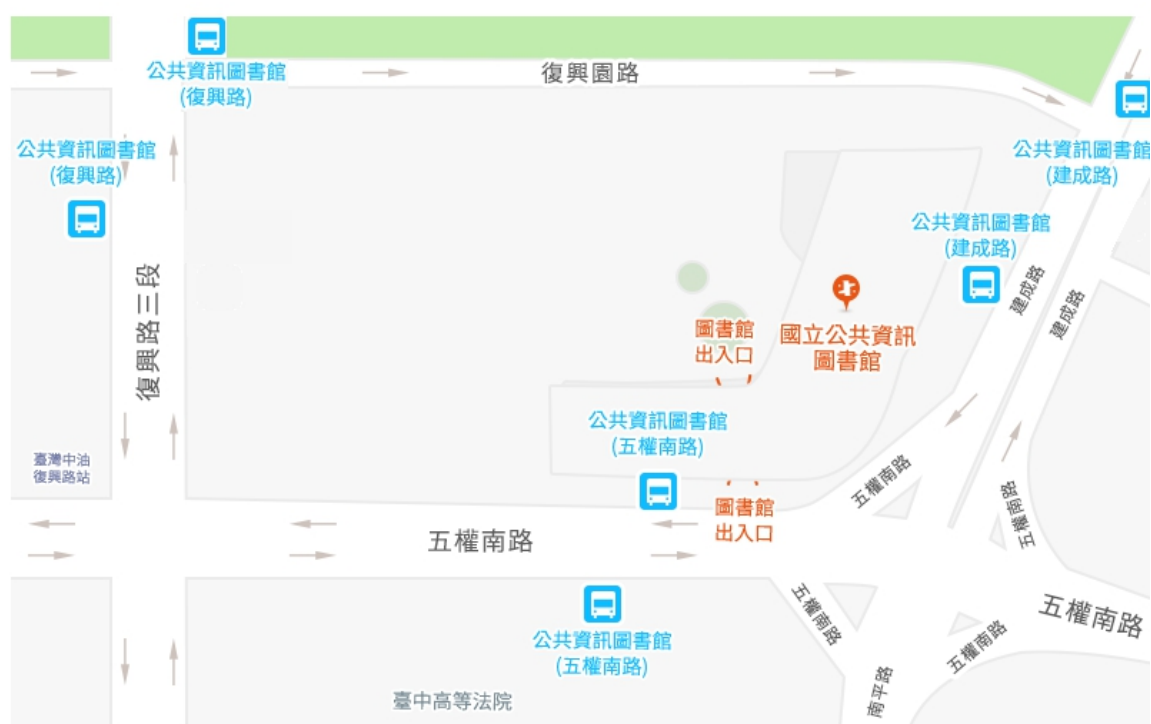 公共資訊圖書館
(復興路)
復興園路
公共資訊圖書館
(復興路)
公共資訊圖書館
(建成路)
公共資訊圖書館
(建成路)
復興路三段
建成路
建成路
圖書館
出入口
國立公共資訊
圖書館
公共資訊圖書館
(五權南路)
臺灣中油
復興路站
五權南路
五權南路
圖書館
出入口
五權南路
五權南路
五權南路
五權南路
公共資訊圖書館
(五權南路)
南平路
臺中高等法院